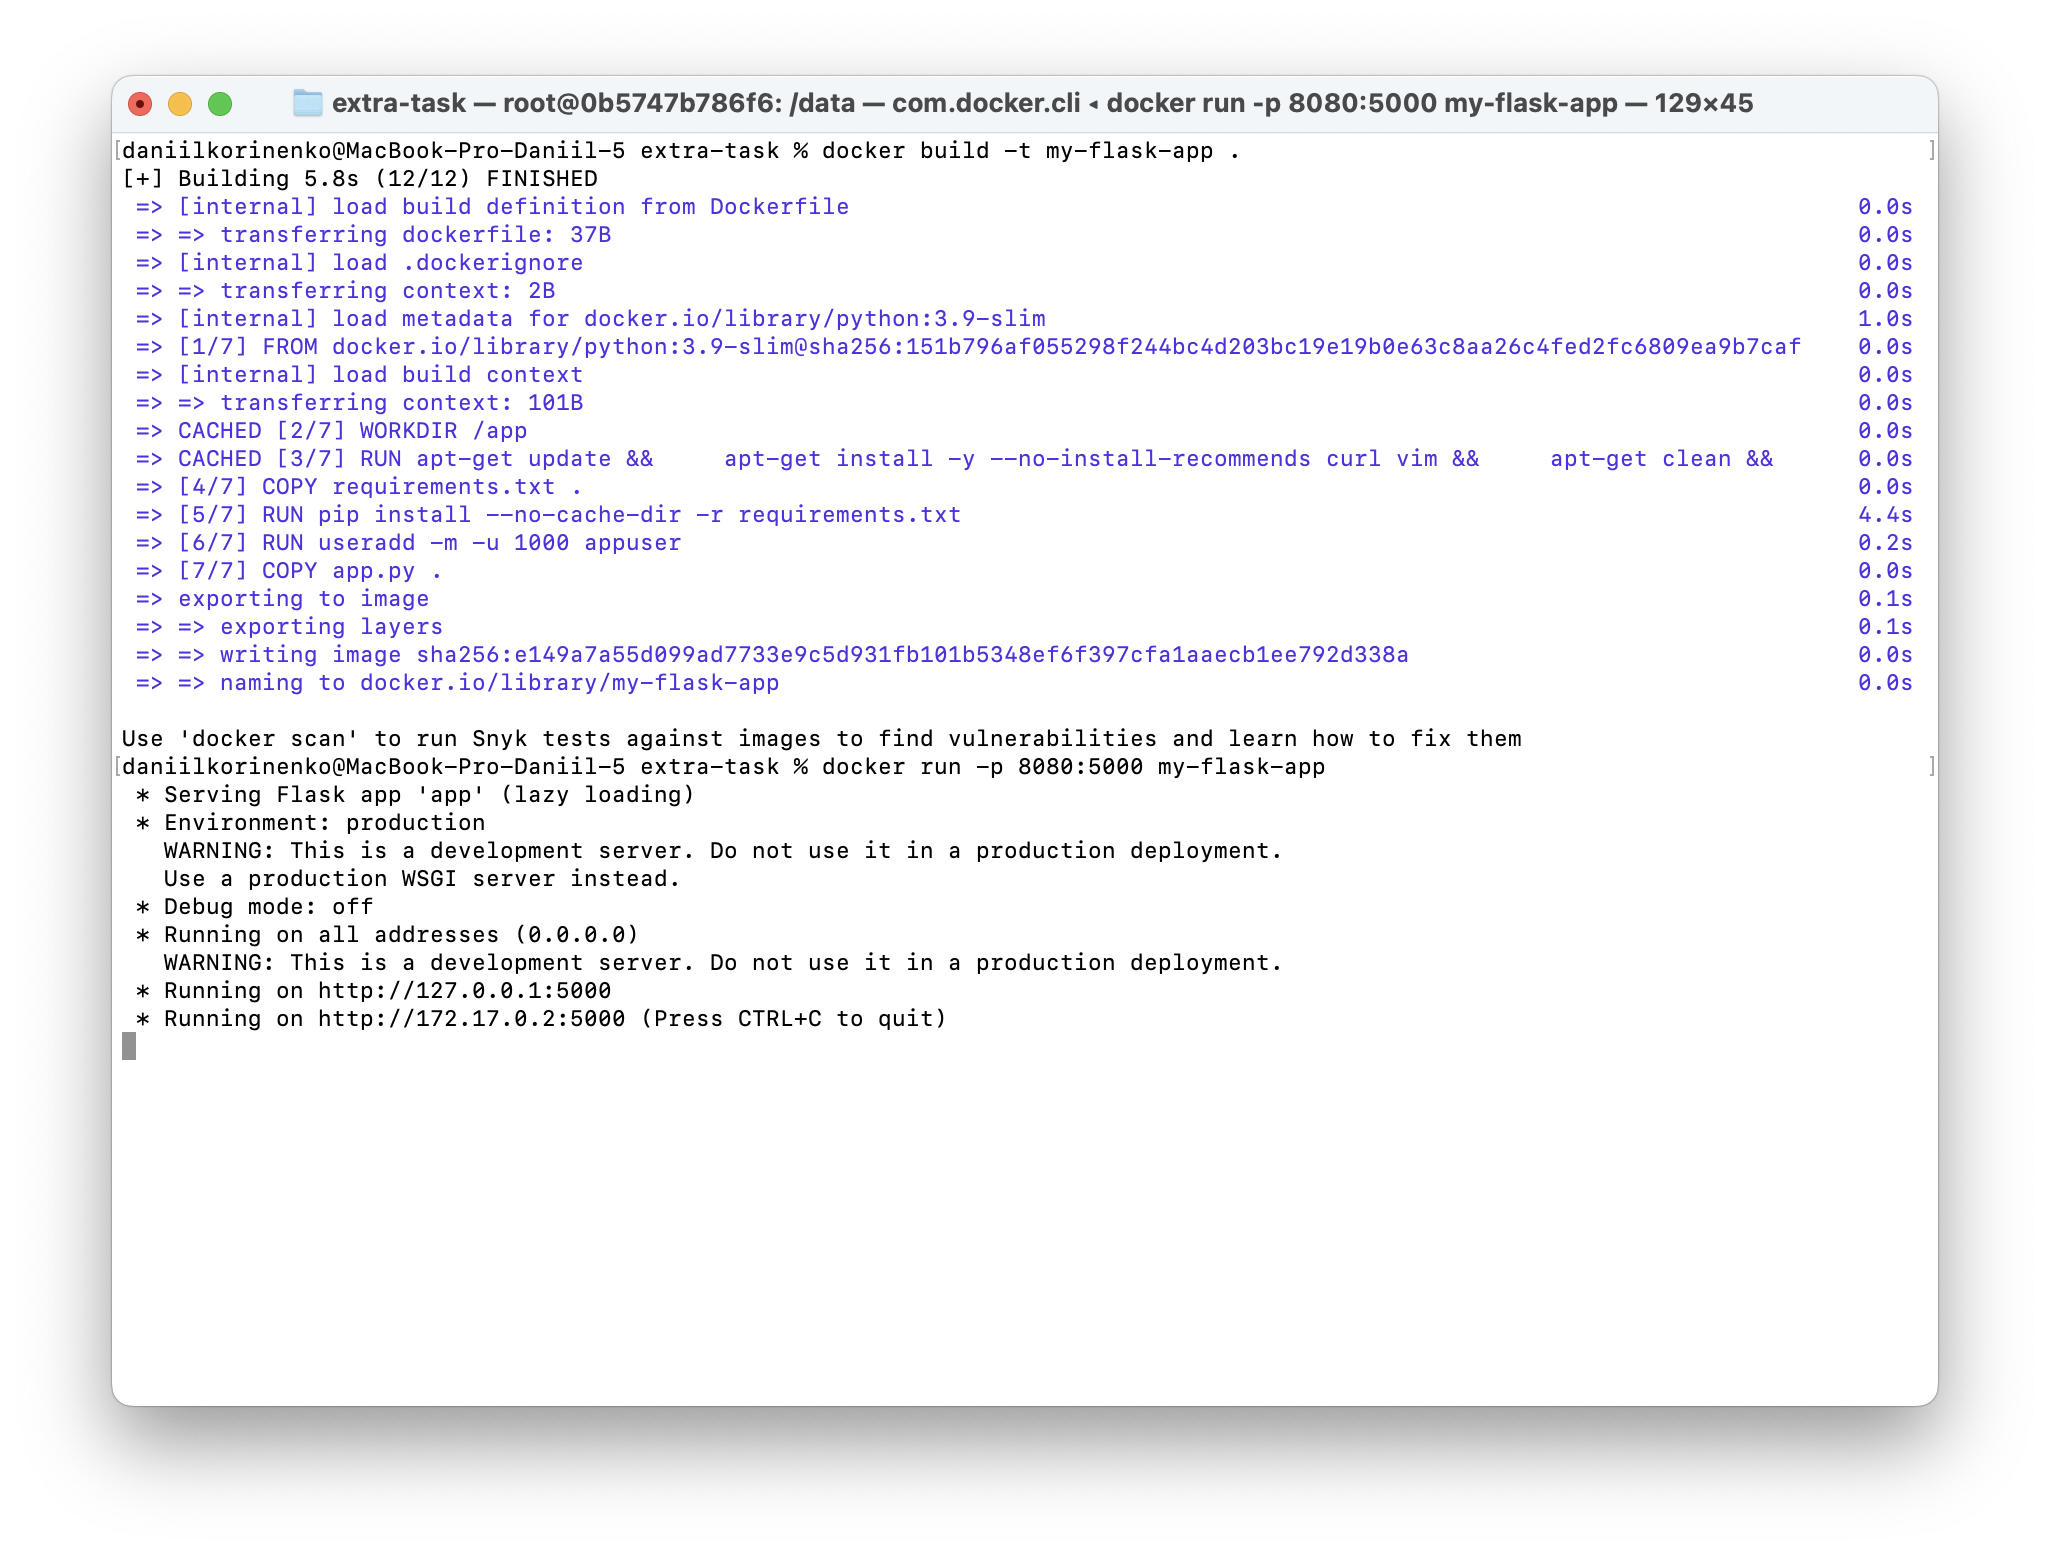 extra-task — root@0b5747b786f6: /data — com.docker.cli ◂ docker run -p 8080:5000 my-flask-app — 129×45
[daniilkorinenko@MacBook-Pro-Daniil-5 extra-task % docker build -t my-flask-app . ]
[+] Building 5.8s (12/12) FINISHED
=> [internal] load build definition from Dockerfile 0.0s
=> => transferring dockerfile: 37B 0.0s
=> [internal] load .dockerignore 0.0s
=> => transferring context: 2B 0.0s
=> [internal] load metadata for docker.io/library/python:3.9-slim 1.0s
=> [1/7] FROM docker.io/library/python:3.9-slim@sha256:151b796af055298f244bc4d203bc19e19b0e63c8aa26c4fed2fc6809ea9b7caf 0.0s
=> [internal] load build context 0.0s
=> => transferring context: 101B 0.0s
=> CACHED [2/7] WORKDIR /app 0.0s
=> CACHED [3/7] RUN apt-get update &&     apt-get install -y --no-install-recommends curl vim &&     apt-get clean && 0.0s
=> [4/7] COPY requirements.txt . 0.0s
=> [5/7] RUN pip install --no-cache-dir -r requirements.txt 4.4s
=> [6/7] RUN useradd -m -u 1000 appuser 0.2s
=> [7/7] COPY app.py . 0.0s
=> exporting to image 0.1s
=> => exporting layers 0.1s
=> => writing image sha256:e149a7a55d099ad7733e9c5d931fb101b5348ef6f397cfa1aaecb1ee792d338a 0.0s
=> => naming to docker.io/library/my-flask-app 0.0s
Use 'docker scan' to run Snyk tests against images to find vulnerabilities and learn how to fix them
[daniilkorinenko@MacBook-Pro-Daniil-5 extra-task % docker run -p 8080:5000 my-flask-app ]
* Serving Flask app 'app' (lazy loading)
* Environment: production
WARNING: This is a development server. Do not use it in a production deployment.
Use a production WSGI server instead.
* Debug mode: off
* Running on all addresses (0.0.0.0)
WARNING: This is a development server. Do not use it in a production deployment.
* Running on http://127.0.0.1:5000
* Running on http://172.17.0.2:5000 (Press CTRL+C to quit)